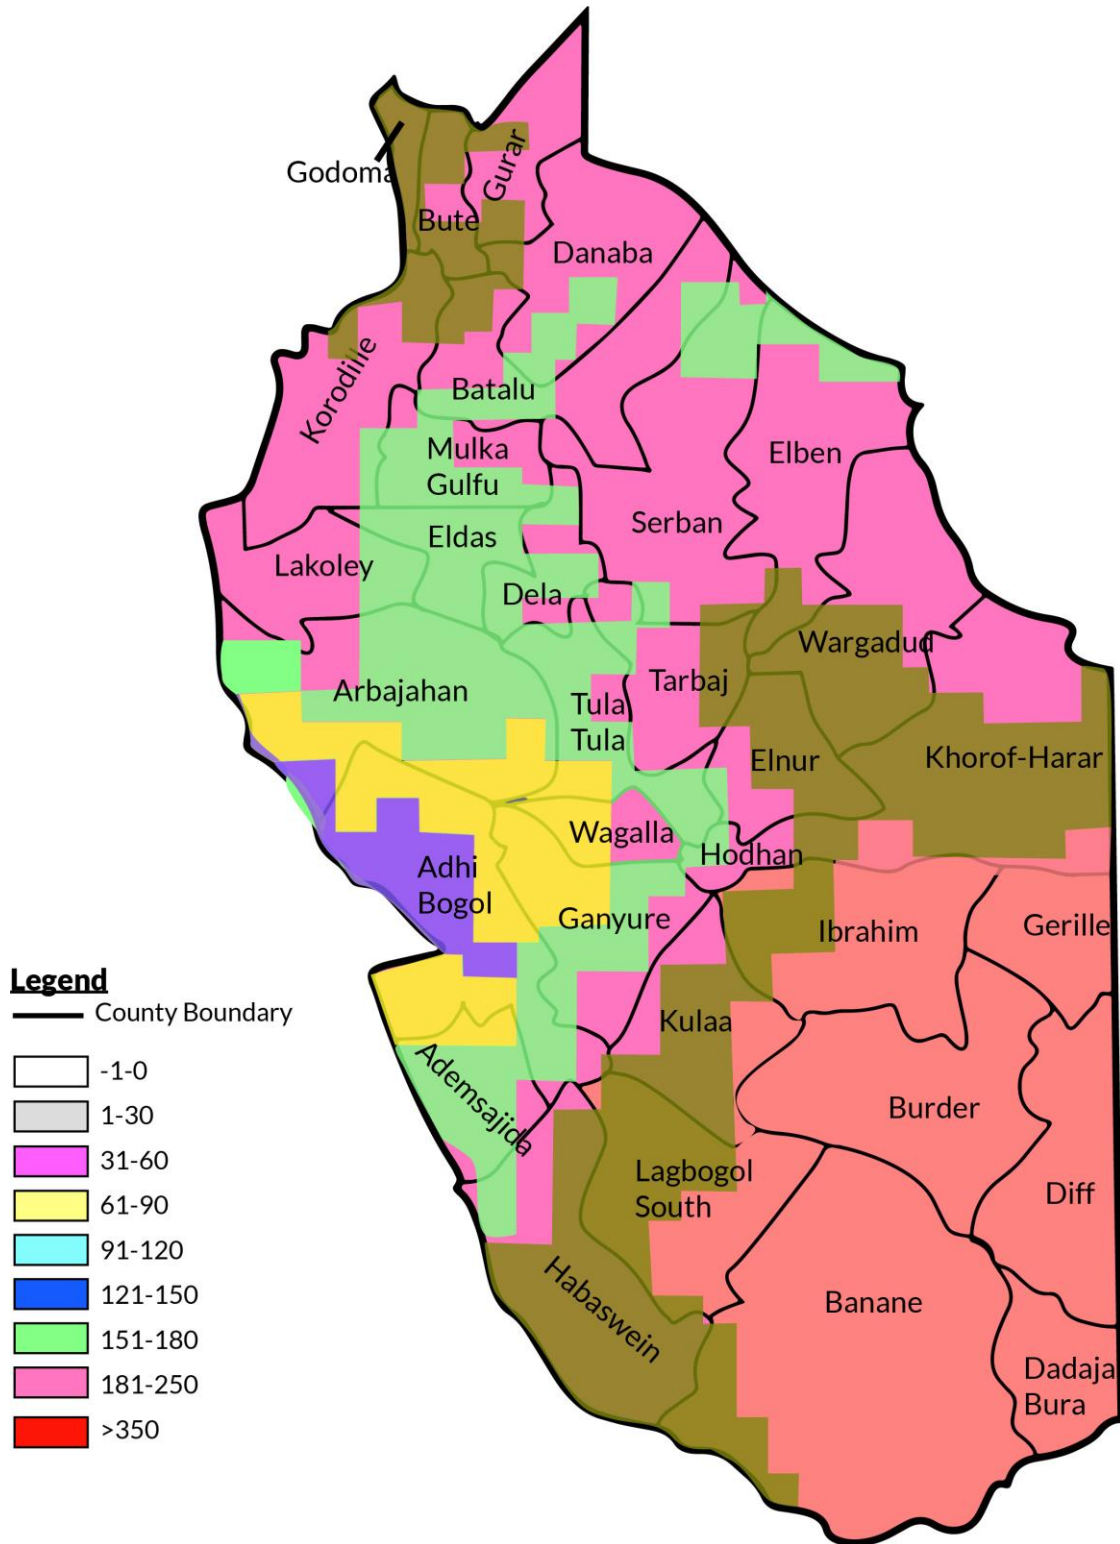 Godoma
Gurar
Bute
Danaba
Korodille
Batalu
Mulka
Gulfu
Elben
Serban
Eldas
Lakoley
Dela
Wargadud
Arbajahan
Tarbaj
Tula
Tula
Elnur
Khorof-Harar
Wagalla
Hodhan
Adhi
Bogol
Ganyure
Ibrahim
Gerille
Kulaa
Ademsajida
Burder
Lagbogol
South
Diff
Habaswein
Banane
Dadaja
Bura
Legend
County Boundary
-1-0
1-30
31-60
61-90
91-120
121-150
151-180
181-250
>350